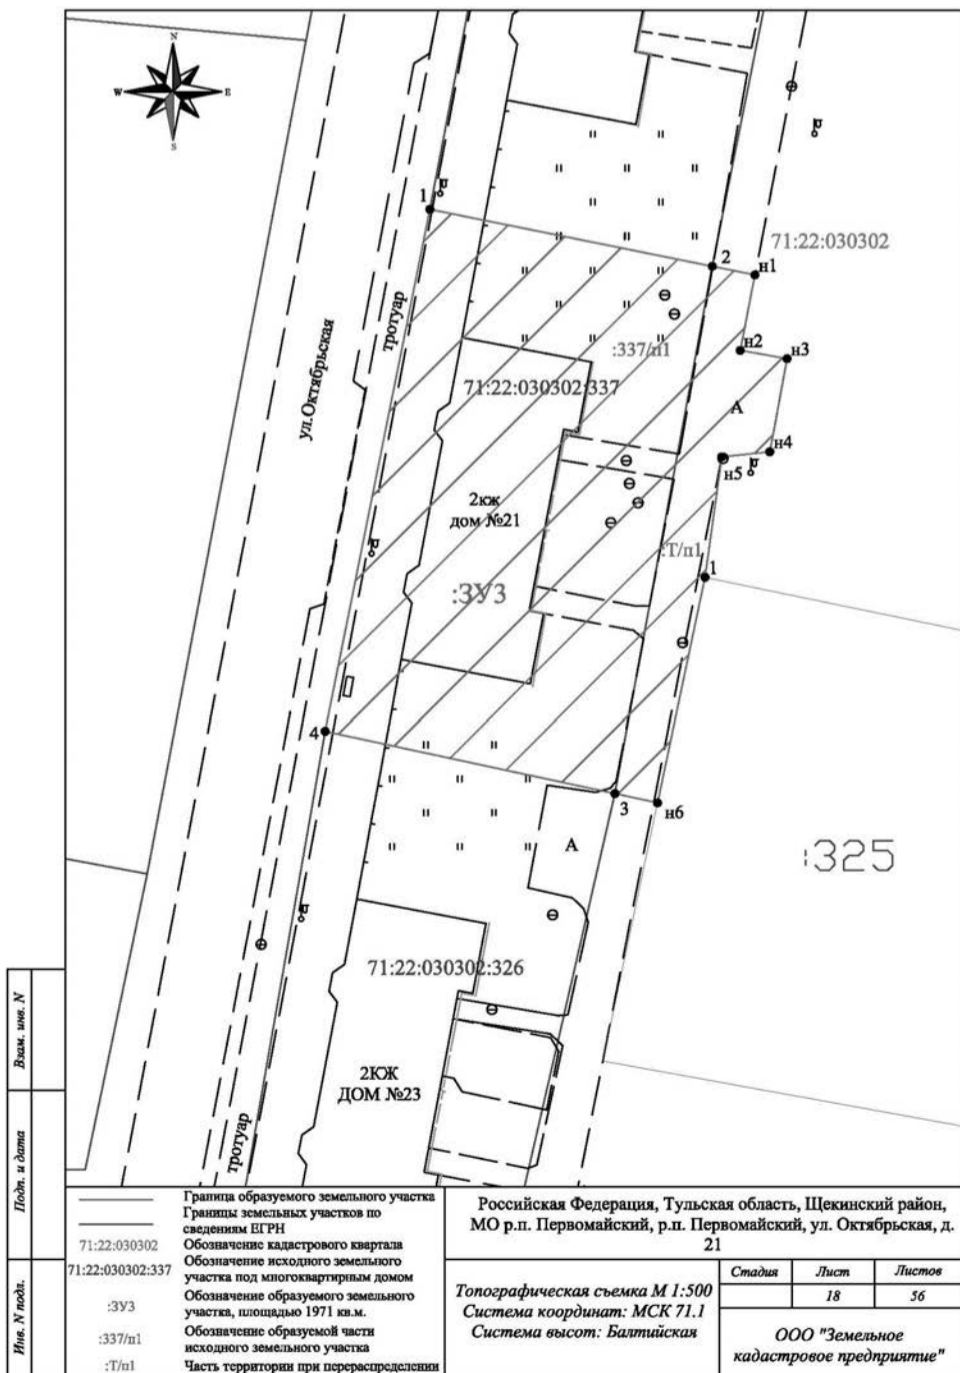 N
W
E
S
1
71:22:030302
2
н1
тротуар
ул.Октябрьская
:337/п1
н2
н3
71:22:030302:337
А
н4
н5
2кж
дом №21
:Т/п1
1
:ЗУ3
4
3
н6
А
:325
71:22:030302:326
2КЖ
ДОМ №23
тротуар
Взам. инв. N
Подп. и дата
Инв. N подл.
Граница образуемого земельного участка
Границы земельных участков по
сведениям ЕГРН
71:22:030302 Обозначение кадастрового квартала
71:22:030302:337 Обозначение исходного земельного
участка под многоквартирным домом
:ЗУ3 Обозначение образуемого земельного
участка, площадью 1971 кв.м.
:337/п1 Обозначение образуемой части
исходного земельного участка
:Т/п1 Часть территории при перераспределении
Российская Федерация, Тульская область, Щекинский район,
МО р.п. Первомайский, р.п. Первомайский, ул. Октябрьская, д.
21
Топографическая съемка М 1:500
Система координат: МСК 71.1
Система высот: Балтийская
Стадия Лист Листов
18 56
ООО "Земельное
кадастровое предприятие"